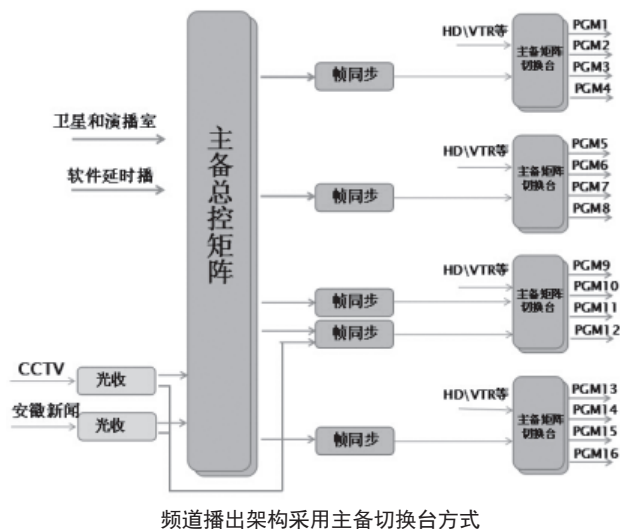 HD\VTR等
PGM1
PGM2
PGM3
PGM4
主备矩阵
切换台
帧同步
卫星和演播室
软件延时播
主备总控矩阵
HD\VTR等
PGM5
PGM6
PGM7
PGM8
主备矩阵
切换台
帧同步
HD\VTR等
PGM9
PGM10
PGM11
PGM12
主备矩阵
切换台
帧同步
帧同步
CCTV
光收
安徽新闻
光收
HD\VTR等
PGM13
PGM14
PGM15
PGM16
主备矩阵
切换台
帧同步
频道播出架构采用主备切换台方式